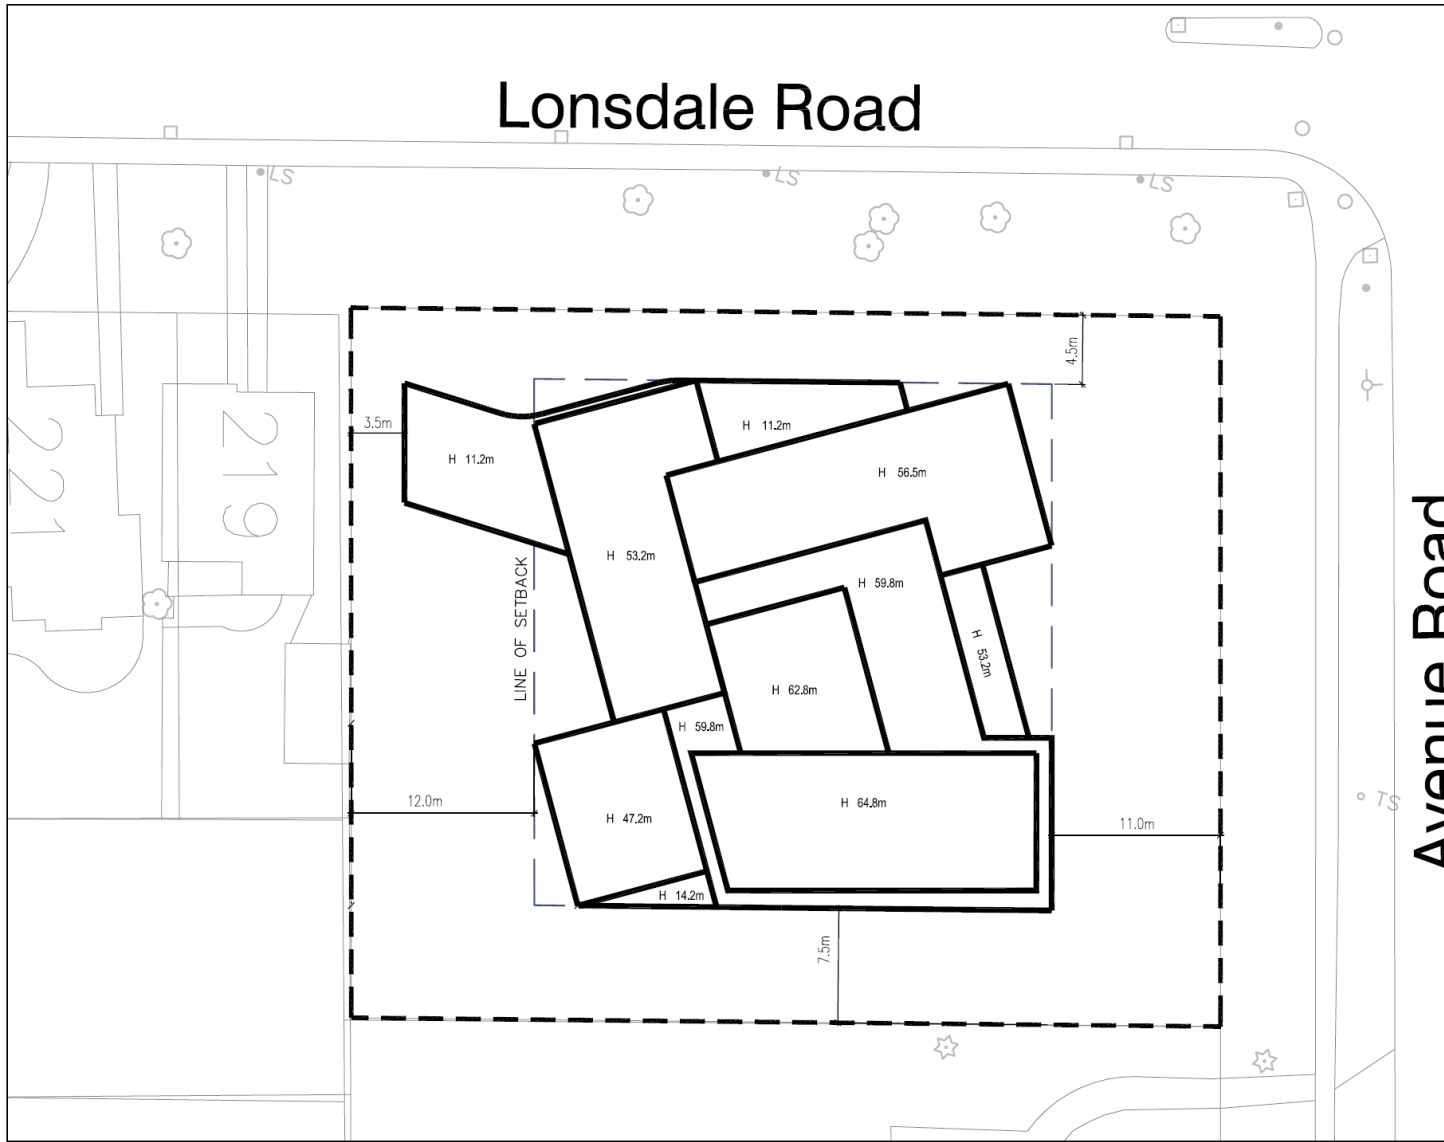 Lonsdale Road
LS
LS
LS
4.5m
3.5m
H 11.2m
H 11.2m
H 56.5m
219
221
H 53.2m
LINE OF SETBACK
H 59.8m
H 53.2m
H 62.8m
H 59.8m
Avenue Road
12.0m
H 47.2m
H 64.8m
TS
11.0m
H 14.2m
7.5m